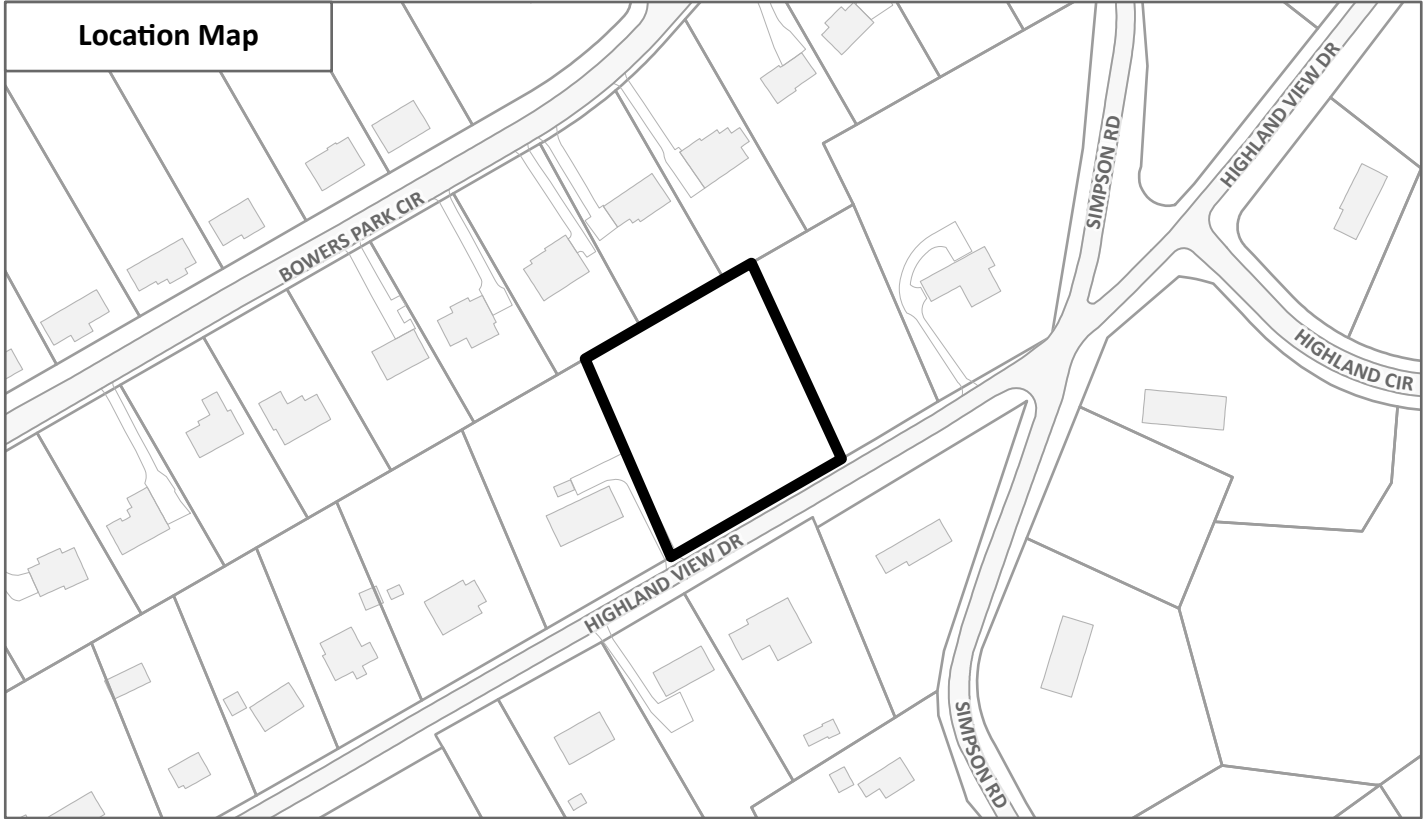 Location Map
BOWERS PARK CIR
SIMPSON RD
HIGHLAND VIEW DR
HIGHLAND CIR
HIGHLAND VIEW DR
SIMPSON RD